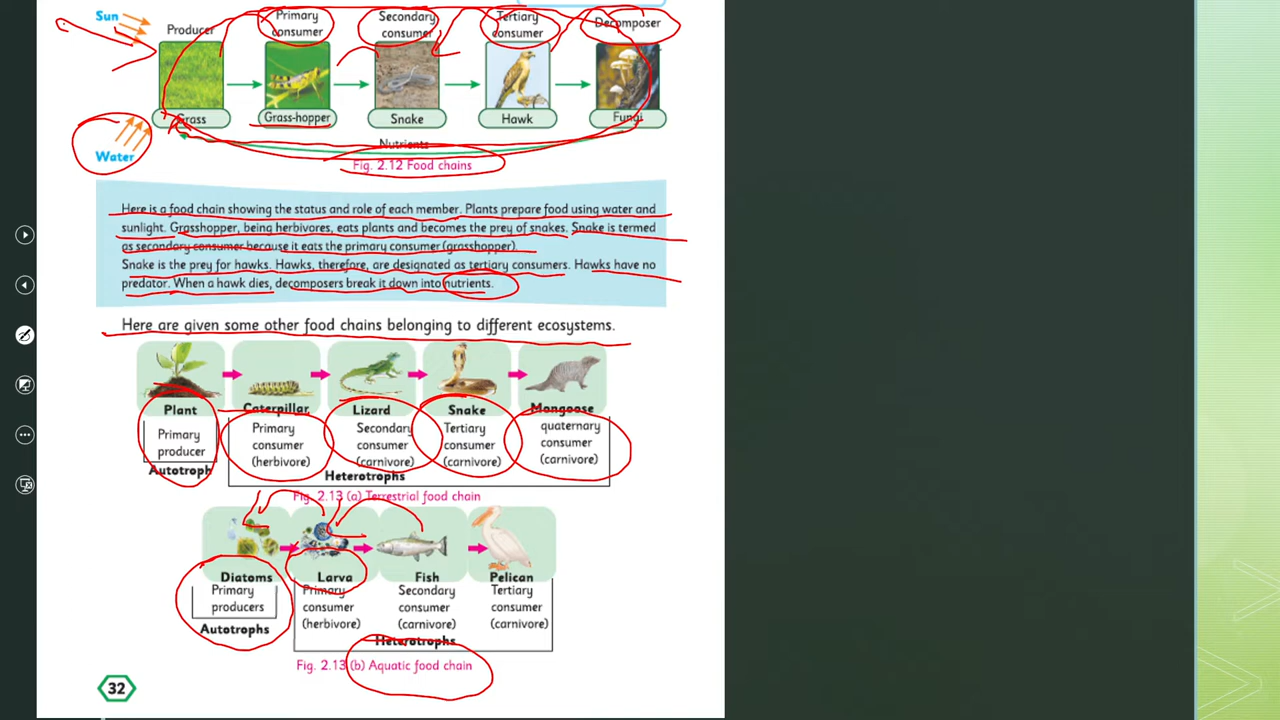 Sun
Producer
Primary
consumer
Secondary
consumer
Tertiary
consumer
Decomposer
Grass
Grass-hopper
Snake
Hawk
Fungi
Water
Nutrients
Fig. 2.12 Food chains
Here is a food chain showing the status and role of each member. Plants prepare food using water and
sunlight. Grasshopper, being herbivores, eats plants and becomes the prey of snakes. Snake is termed
as secondary consumer because it eats the primary consumer (grasshopper).
Snake is the prey for hawks. Hawks, therefore, are designated as tertiary consumers. Hawks have no
predator. When a hawk dies, decomposers break it down into nutrients.
Here are given some other food chains belonging to different ecosystems.
Plant
Caterpillar
Lizard
Snake
Mongoose
Primary
producer
Primary
consumer
(herbivore)
Secondary
consumer
(carnivore)
Tertiary
consumer
(carnivore)
quaternary
consumer
(carnivore)
Autotroph
Heterotrophs
Fig. 2.13 (a) Terrestrial food chain
Diatoms
Larva
Fish
Pelican
Primary
producers
Primary
consumer
(herbivore)
Secondary
consumer
(carnivore)
Tertiary
consumer
(carnivore)
Autotrophs
Heterotrophs
Fig. 2.13 (b) Aquatic food chain
32